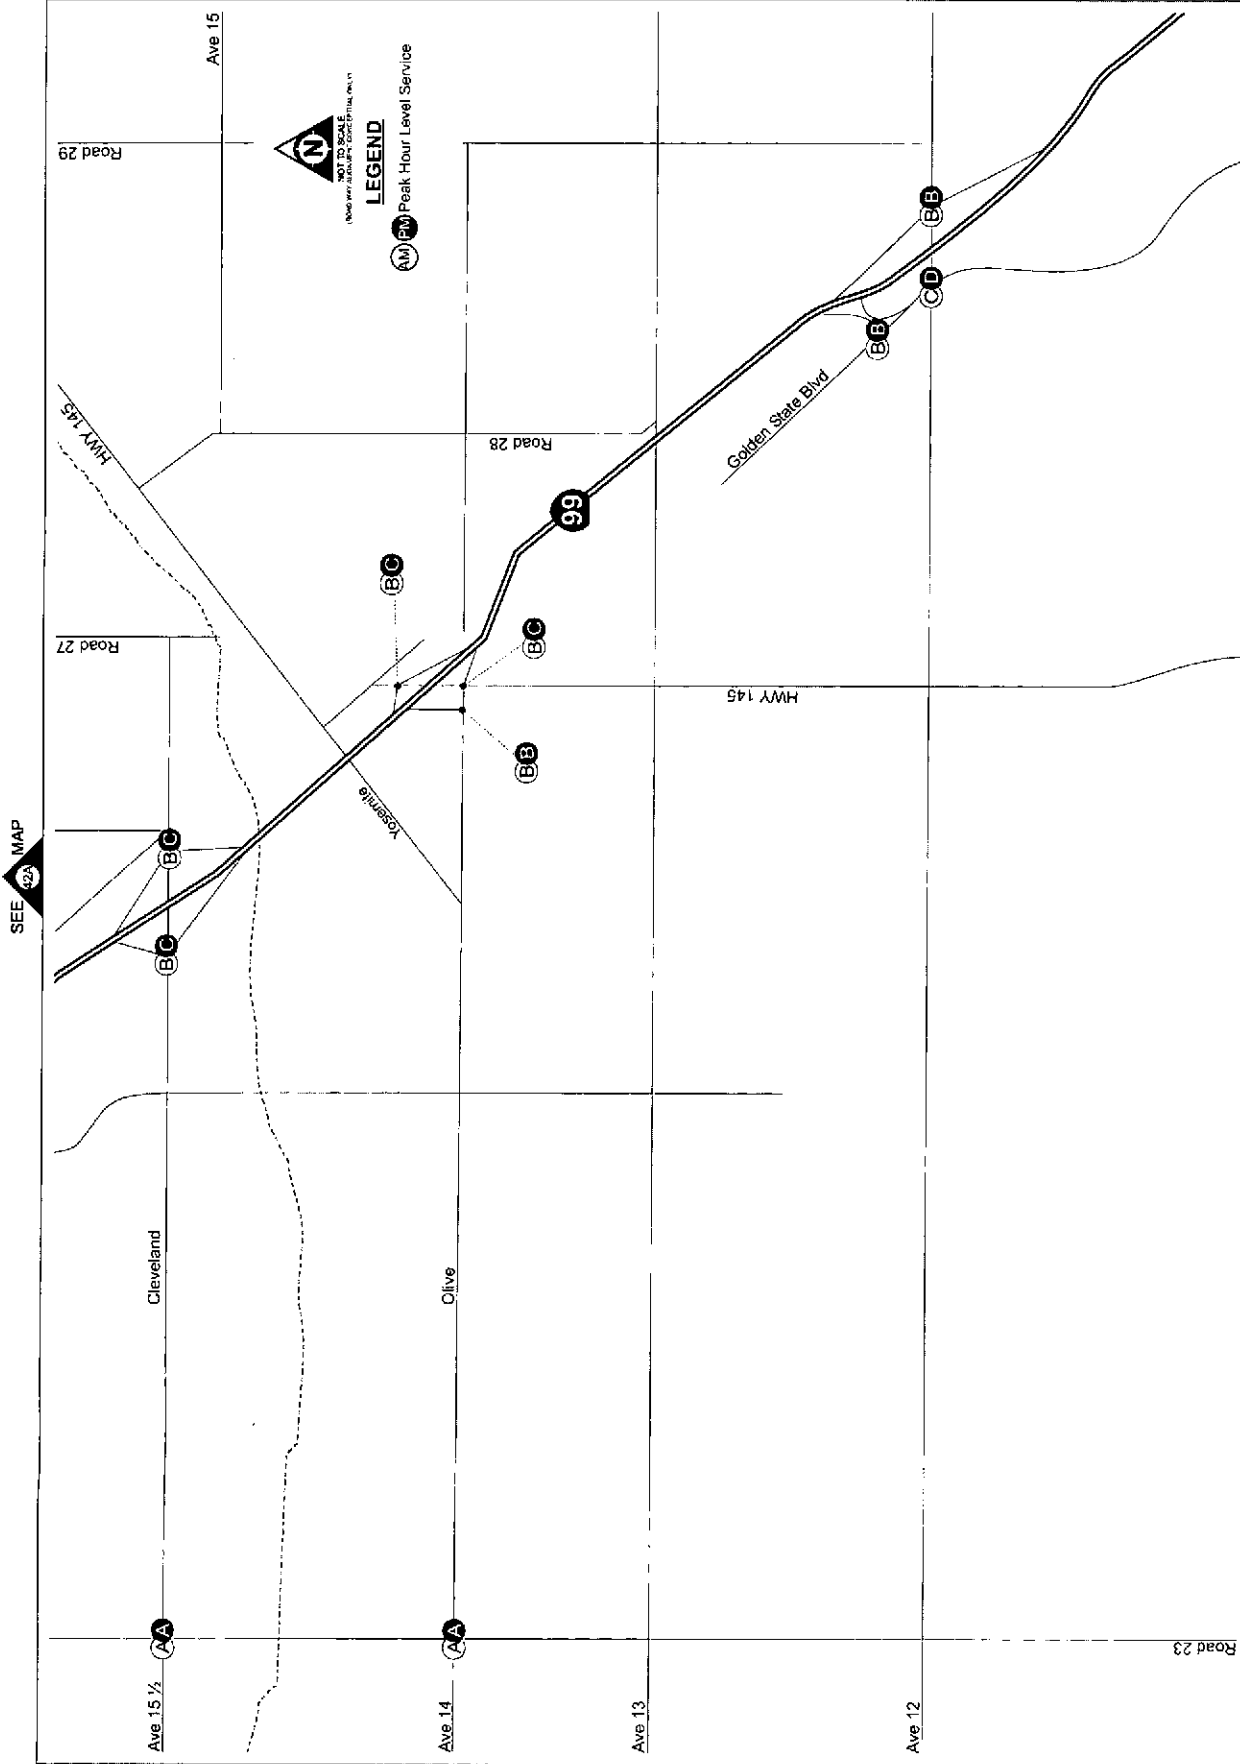 SEE 42A MAP
Ave 15
Road 29
N
NOT TO SCALE
LEGEND
AM PM Peak Hour Level Service
HWY 145
Road 28
Road 27
99
Golden State Blvd
B B
C D
B B
B C
B C
B B
HWY 145
Yosemite
B C
B C
Cleveland
Olive
A A
A A
Ave 15 ½
Ave 14
Ave 13
Ave 12
Road 23